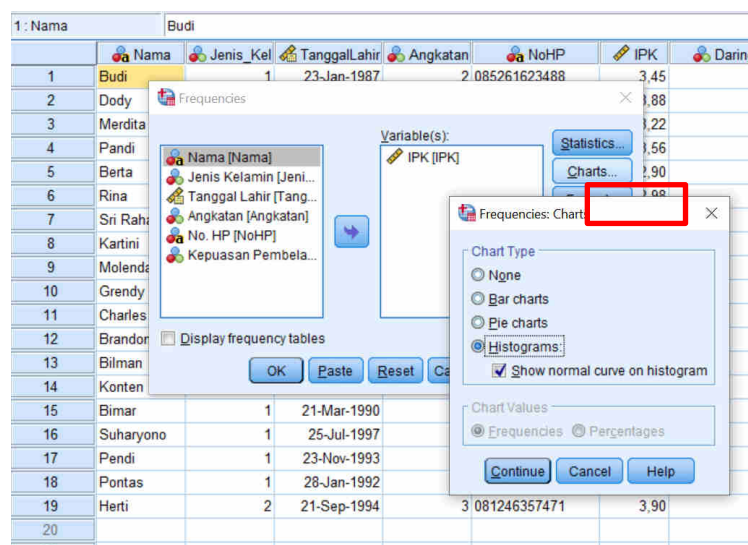 1 : Nama Budi
Nama Jenis_Kel TanggalLahir Angkatan NoHP IPK Darin
1 Budi 1 23-Jan-1987 2 085261623488 3,45
2 Dody
3 Merdita
4 Pandi
5 Berta
6 Rina
7 Sri Raha
8 Kartini
9 Molenda
10 Grendy
11 Charles
12 Brandon
13 Bilman
14 Konten
15 Bimar 1 21-Mar-1990
16 Suharyono 1 25-Jul-1997
17 Pendi 1 23-Nov-1993
18 Pontas 1 28-Jan-1992
19 Herti 2 21-Sep-1994 3 081246357471 3,90
20
,88
,22
,56
2,90
2,98
Frequencies
Nama [Nama]
Jenis Kelamin [Jeni...
Tanggal Lahir [Tang...
Angkatan [Angkatan]
No. HP [NoHP]
Kepuasan Pembela...
Variable(s):
IPK [IPK]
Statistics...
Charts...
Display frequency tables
OK Paste Reset Ca
Frequencies: Charts
Chart Type
None
Bar charts
Pie charts
Histograms:
Show normal curve on histogram
Chart Values
Frequencies Percentages
Continue Cancel Help